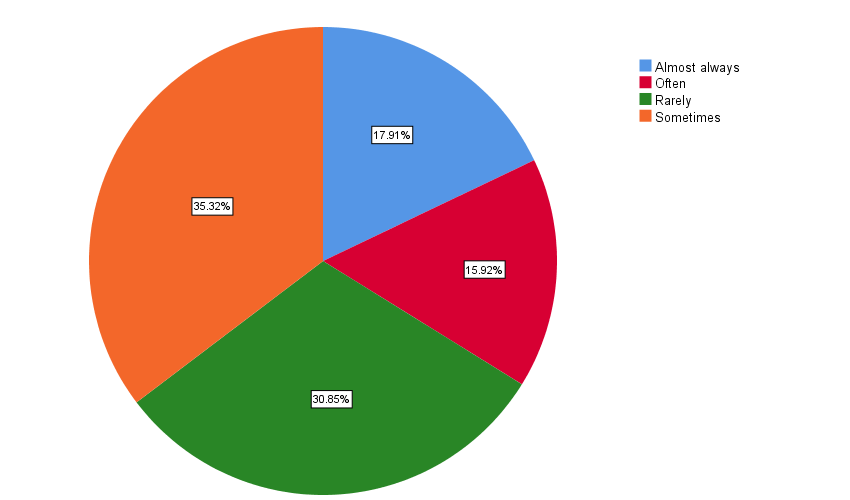 Almost always
Often
Rarely
Sometimes
17.91%
35.32%
15.92%
30.85%